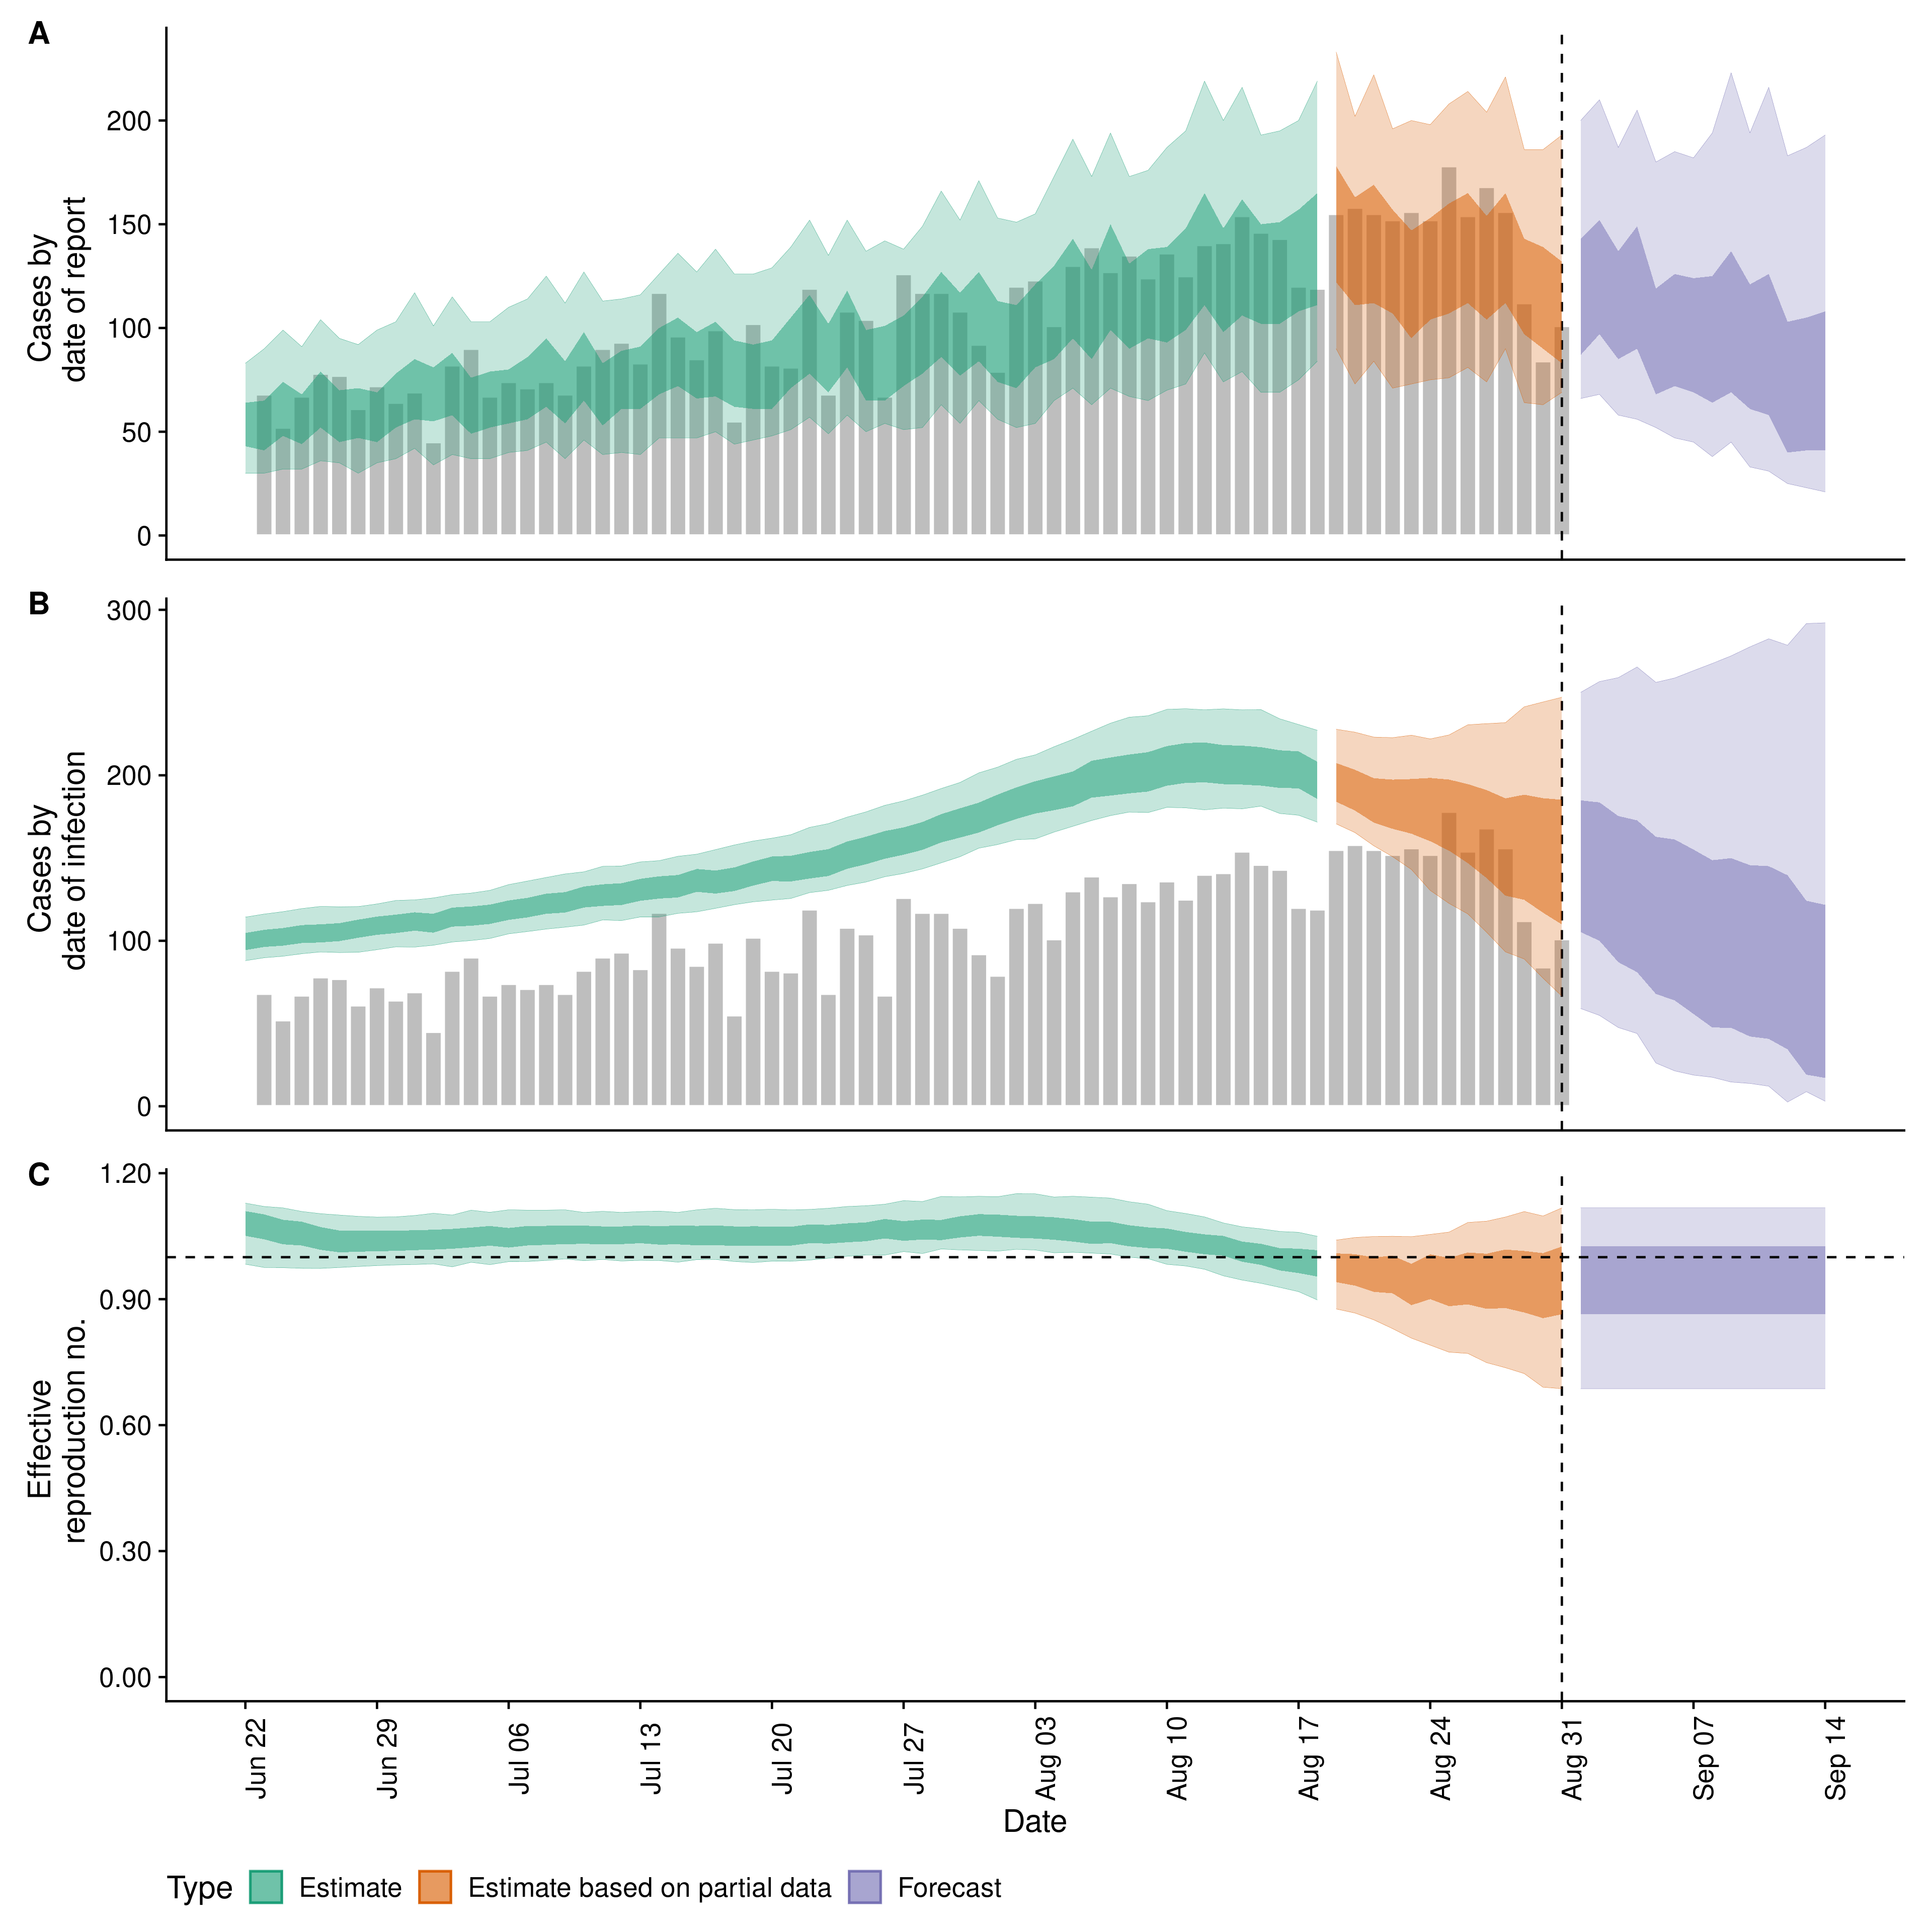 A
Cases by
date of report
200
150
100
50
0
B
Cases by
date of infection
300
200
100
0
C
Effective
reproduction no.
1.20
0.90
0.60
0.30
0.00
Jun 22
Jun 29
Jul 06
Jul 13
Jul 20
Jul 27
Aug 03
Aug 10
Aug 17
Aug 24
Aug 31
Sep 07
Sep 14
Date
Type
Estimate
Estimate based on partial data
Forecast